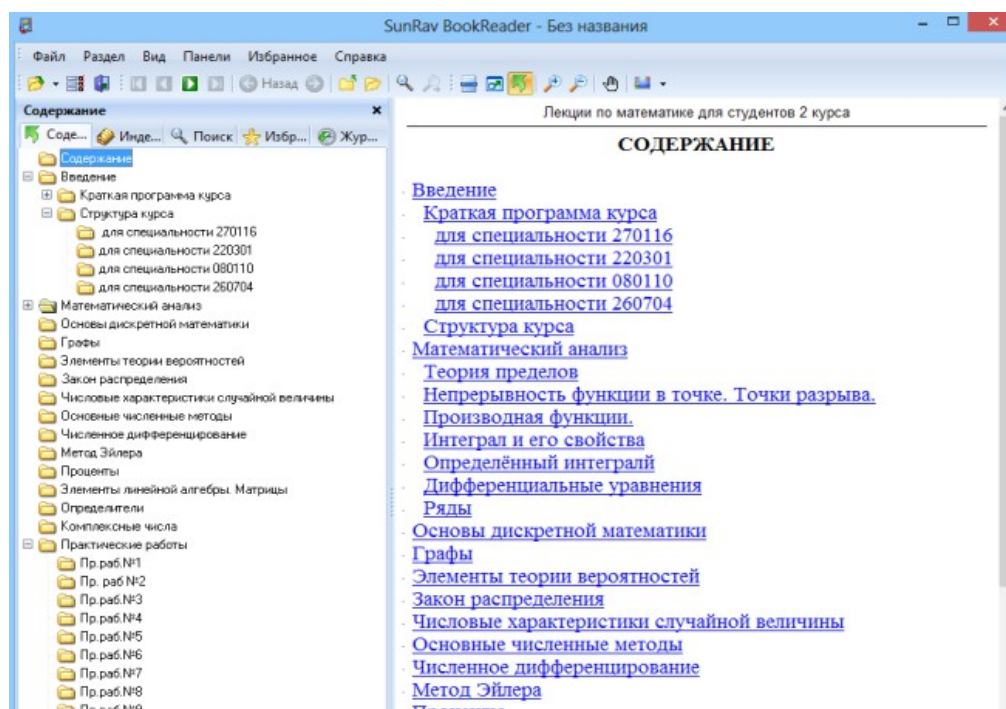 SunRav BookReader - Без названия
Файл Раздел Вид Панели Избранное Справка
Назад
Содержание
Соде... Инде... Поиск Избр... Жур...
Содержание
Введение
Краткая программа курса
Структура курса
для специальности 270116
для специальности 220301
для специальности 080110
для специальности 260704
Математический анализ
Основы дискретной математики
Графы
Элементы теории вероятностей
Закон распределения
Числовые характеристики случайной величины
Основные численные методы
Численное дифференцирование
Метод Эйлера
Проценты
Элементы линейной алгебры. Матрицы
Определители
Комплексные числа
Практические работы
Пр.раб.№1
Пр. раб №2
Пр.раб.№3
Пр.раб.№4
Пр.раб.№5
Пр.раб.№6
Пр.раб.№7
Пр.раб.№8
Лекции по математике для студентов 2 курса
СОДЕРЖАНИЕ
Введение
Краткая программа курса
для специальности 270116
для специальности 220301
для специальности 080110
для специальности 260704
Структура курса
Математический анализ
Теория пределов
Непрерывность функции в точке. Точки разрыва.
Производная функции.
Интеграл и его свойства
Определённый интегралй
Дифференциальные уравнения
Ряды
Основы дискретной математики
Графы
Элементы теории вероятностей
Закон распределения
Числовые характеристики случайной величины
Основные численные методы
Численное дифференцирование
Метод Эйлера